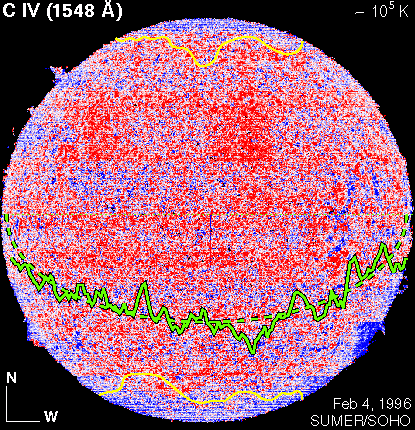 C IV (1548 Å)
~ 10⁵ K
N
W
Feb 4, 1996
SUMER/SOHO